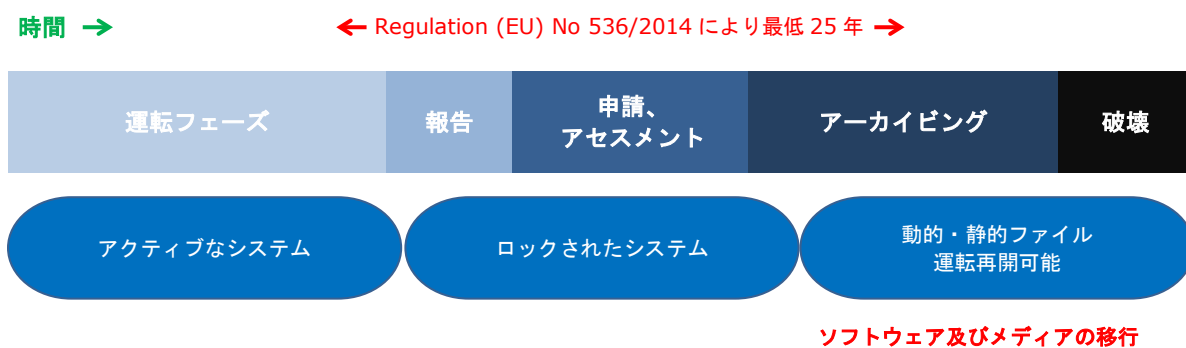 時間 →
← Regulation (EU) No 536/2014 により最低 25 年 →
運転フェーズ
報告
申請、
アセスメント
アーカイビング
破壊
アクティブなシステム
ロックされたシステム
動的・静的ファイル
運転再開可能
ソフトウェア及びメディアの移行